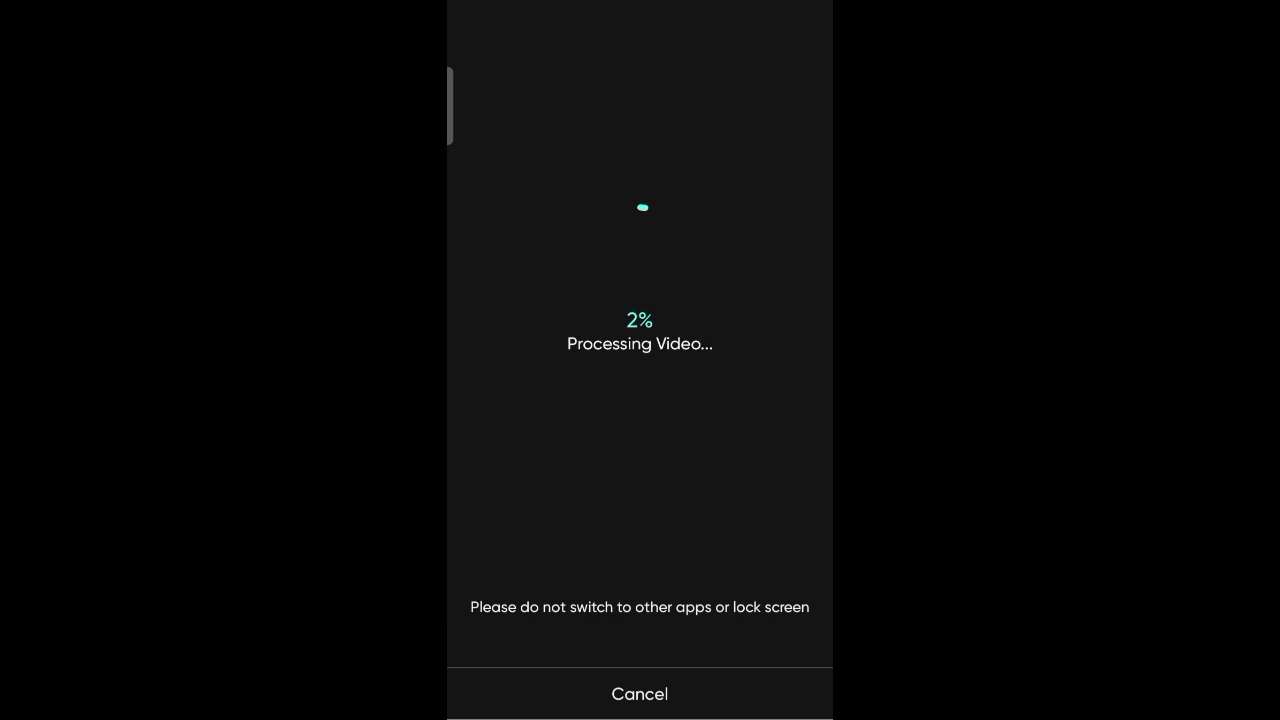 2%
Processing Video...
Please do not switch to other apps or lock screen
Cancel